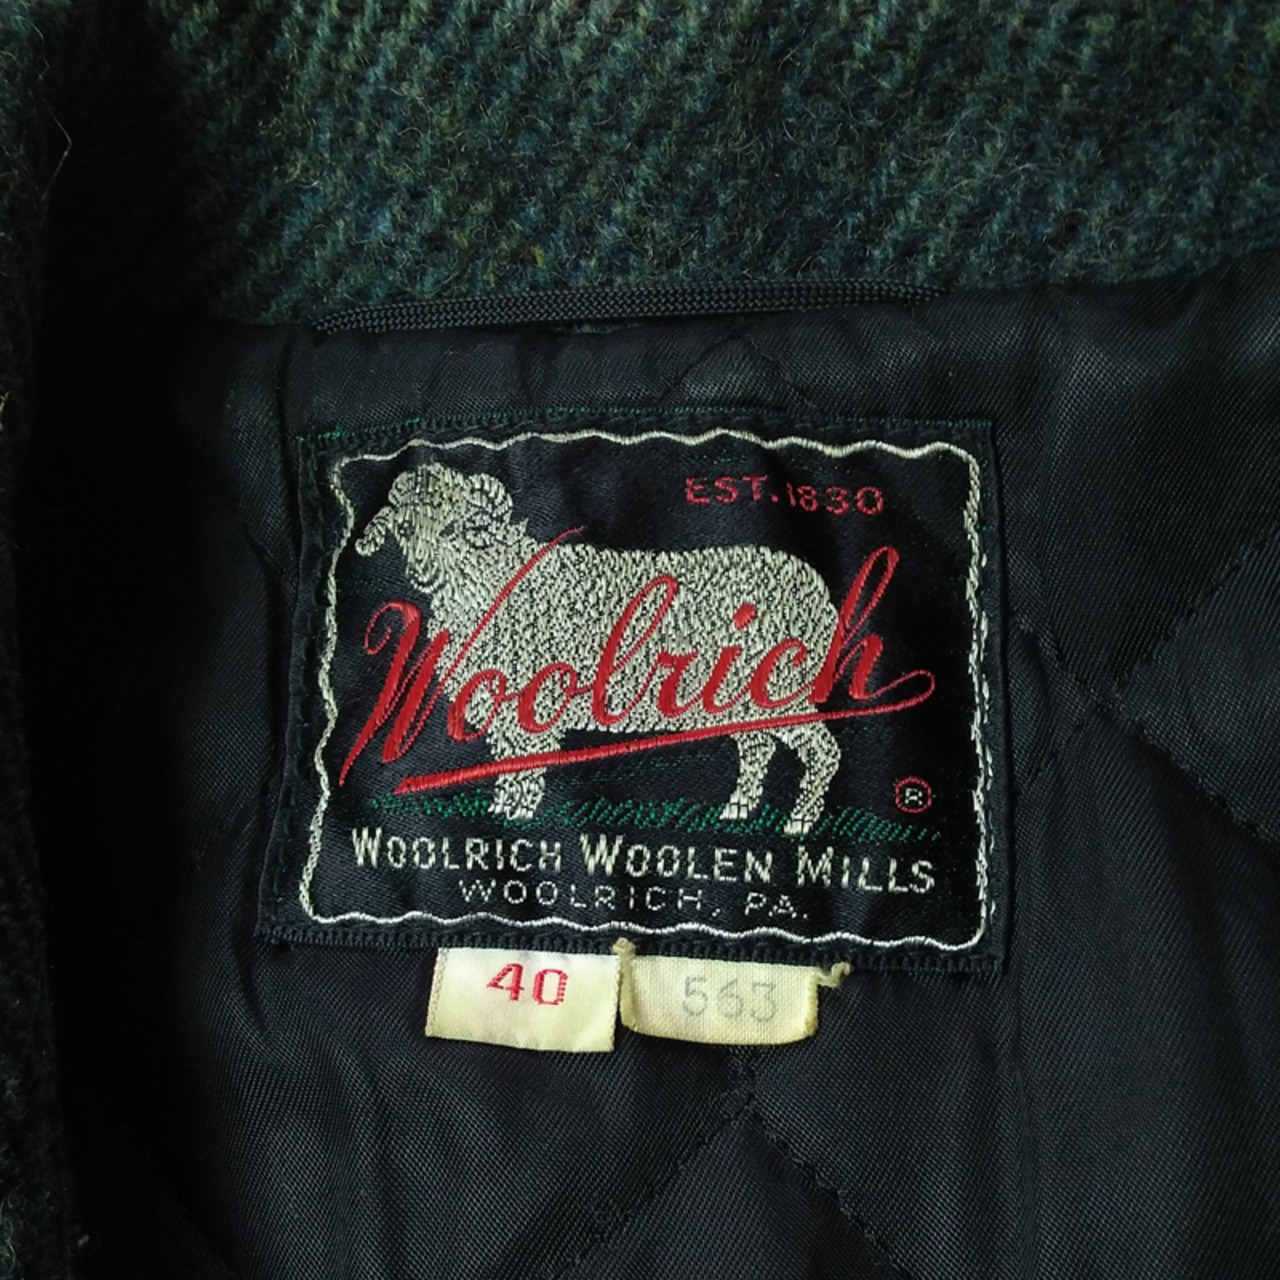 EST. 1830
Woolrich
®
WOOLRICH WOOLEN MILLS
WOOLRICH, PA.
40
563